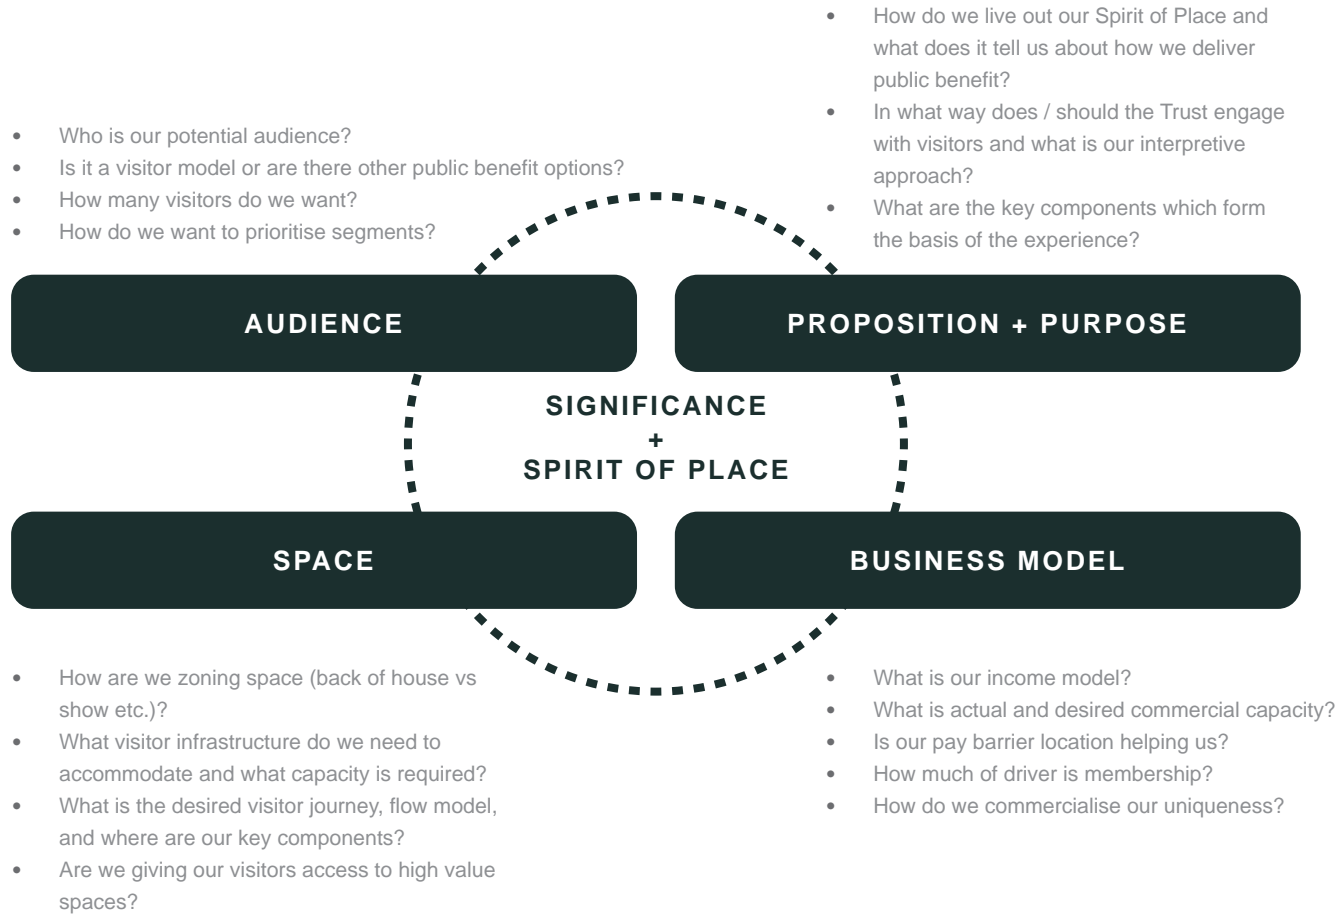 • Who is our potential audience?
• Is it a visitor model or are there other public benefit options?
• How many visitors do we want?
• How do we want to prioritise segments?
• How do we live out our Spirit of Place and
what does it tell us about how we deliver
public benefit?
• In what way does / should the Trust engage
with visitors and what is our interpretive
approach?
• What are the key components which form
the basis of the experience?
AUDIENCE
PROPOSITION + PURPOSE
SIGNIFICANCE
+
SPIRIT OF PLACE
SPACE
BUSINESS MODEL
• How are we zoning space (back of house vs
show etc.)?
• What visitor infrastructure do we need to
accommodate and what capacity is required?
• What is the desired visitor journey, flow model,
and where are our key components?
• Are we giving our visitors access to high value
spaces?
• What is our income model?
• What is actual and desired commercial capacity?
• Is our pay barrier location helping us?
• How much of driver is membership?
• How do we commercialise our uniqueness?